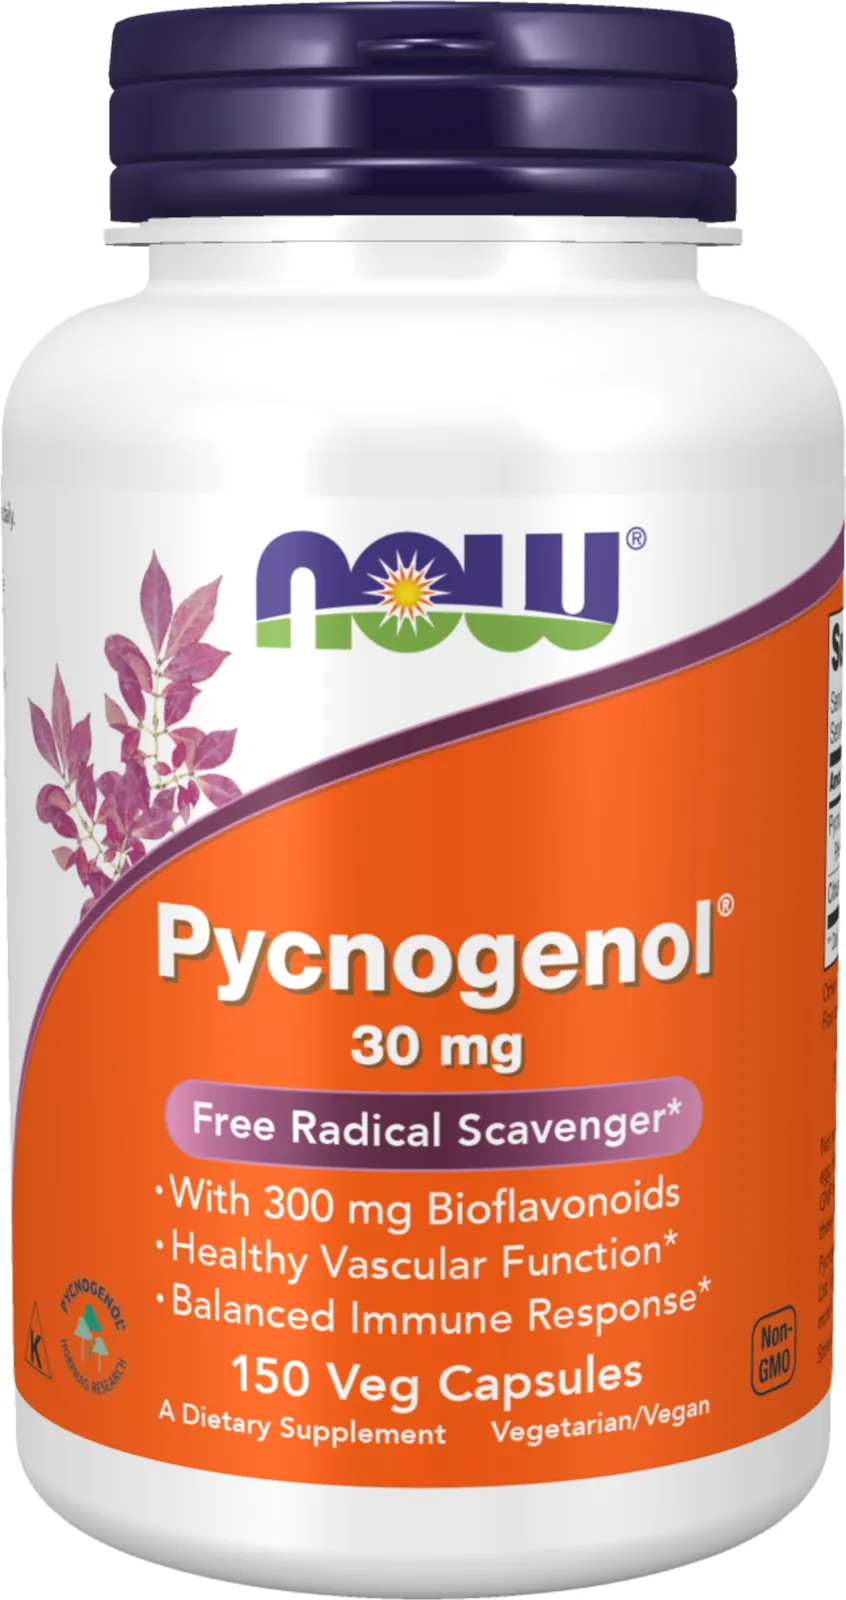 now®
Pycnogenol®
30 mg
Free Radical Scavenger*
• With 300 mg Bioflavonoids
• Healthy Vascular Function*
• Balanced Immune Response*
150 Veg Capsules
A Dietary Supplement Vegetarian/Vegan
K
PYCNOGENOL®
HORPHAG RESEARCH
Non-
GMO